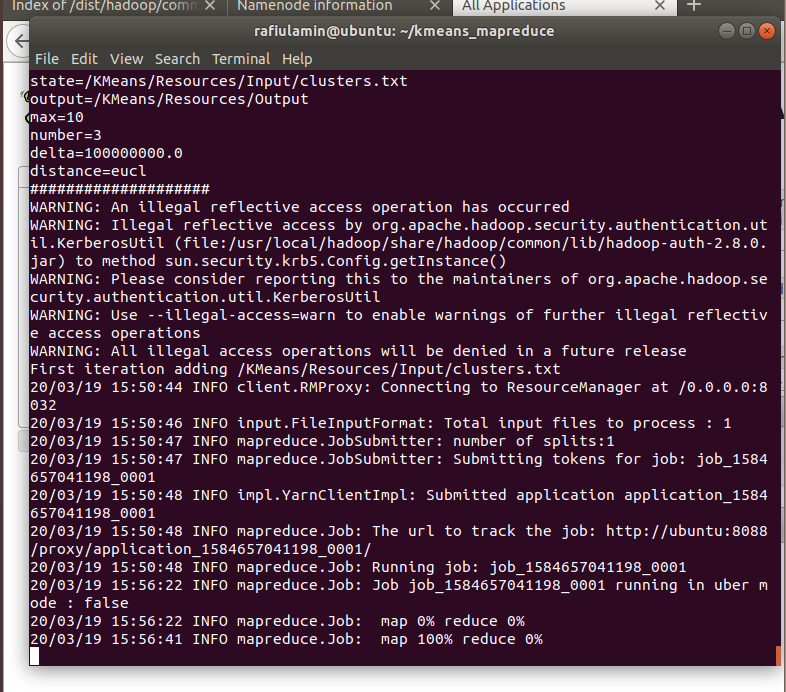 Index of /dist/hadoop/comm Namenode information All Applications
rafiulamin@ubuntu: ~/kmeans_mapreduce
File Edit View Search Terminal Help
state=/KMeans/Resources/Input/clusters.txt
output=/KMeans/Resources/Output
max=10
number=3
delta=100000000.0
distance=eucl
####################
WARNING: An illegal reflective access operation has occurred
WARNING: Illegal reflective access by org.apache.hadoop.security.authentication.ut
il.KerberosUtil (file:/usr/local/hadoop/share/hadoop/common/lib/hadoop-auth-2.8.0.
jar) to method sun.security.krb5.Config.getInstance()
WARNING: Please consider reporting this to the maintainers of org.apache.hadoop.se
curity.authentication.util.KerberosUtil
WARNING: Use --illegal-access=warn to enable warnings of further illegal reflectiv
e access operations
WARNING: All illegal access operations will be denied in a future release
First iteration adding /KMeans/Resources/Input/clusters.txt
20/03/19 15:50:44 INFO client.RMProxy: Connecting to ResourceManager at /0.0.0.0:8
032
20/03/19 15:50:46 INFO input.FileInputFormat: Total input files to process : 1
20/03/19 15:50:47 INFO mapreduce.JobSubmitter: number of splits:1
20/03/19 15:50:47 INFO mapreduce.JobSubmitter: Submitting tokens for job: job_1584
657041198_0001
20/03/19 15:50:48 INFO impl.YarnClientImpl: Submitted application application_1584
657041198_0001
20/03/19 15:50:48 INFO mapreduce.Job: The url to track the job: http://ubuntu:8088
/proxy/application_1584657041198_0001/
20/03/19 15:50:48 INFO mapreduce.Job: Running job: job_1584657041198_0001
20/03/19 15:56:22 INFO mapreduce.Job: Job job_1584657041198_0001 running in uber m
ode : false
20/03/19 15:56:22 INFO mapreduce.Job:  map 0% reduce 0%
20/03/19 15:56:41 INFO mapreduce.Job:  map 100% reduce 0%